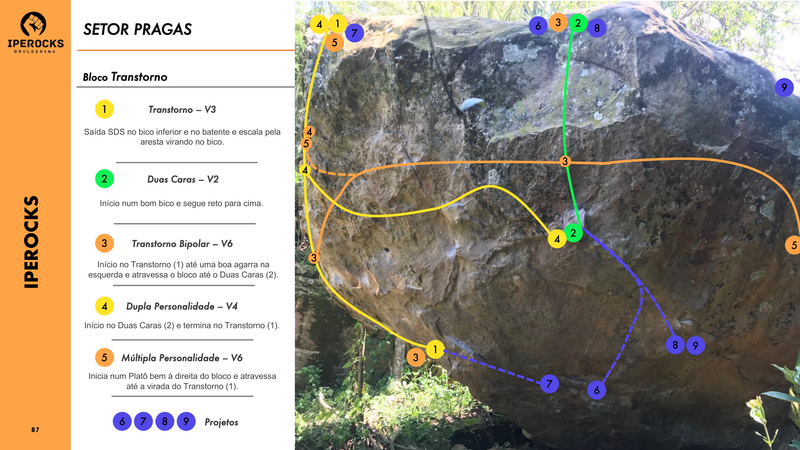 IPEROCKS
BOULDERING
SETOR PRAGAS
Bloco Transtorno
1 Transtorno – V3
Saída SDS no bico inferior e no batente e escala pela
aresta virando no bico.
2 Duas Caras – V2
Início num bom bico e segue reto para cima.
3 Transtorno Bipolar – V6
Início no Transtorno (1) até uma boa agarra na
esquerda e atravessa o bloco até o Duas Caras (2).
4 Dupla Personalidade – V4
Início no Duas Caras (2) e termina no Transtorno (1).
5 Múltipla Personalidade – V6
Inicia num Platô bem à direita do bloco e atravessa
até a virada do Transtorno (1).
6 7 8 9 Projetos
IPEROCKS
87
4 1 7
5
6 3 2 8
9
4
5
3
4
4 2
5
3
3 1
8 9
7
6